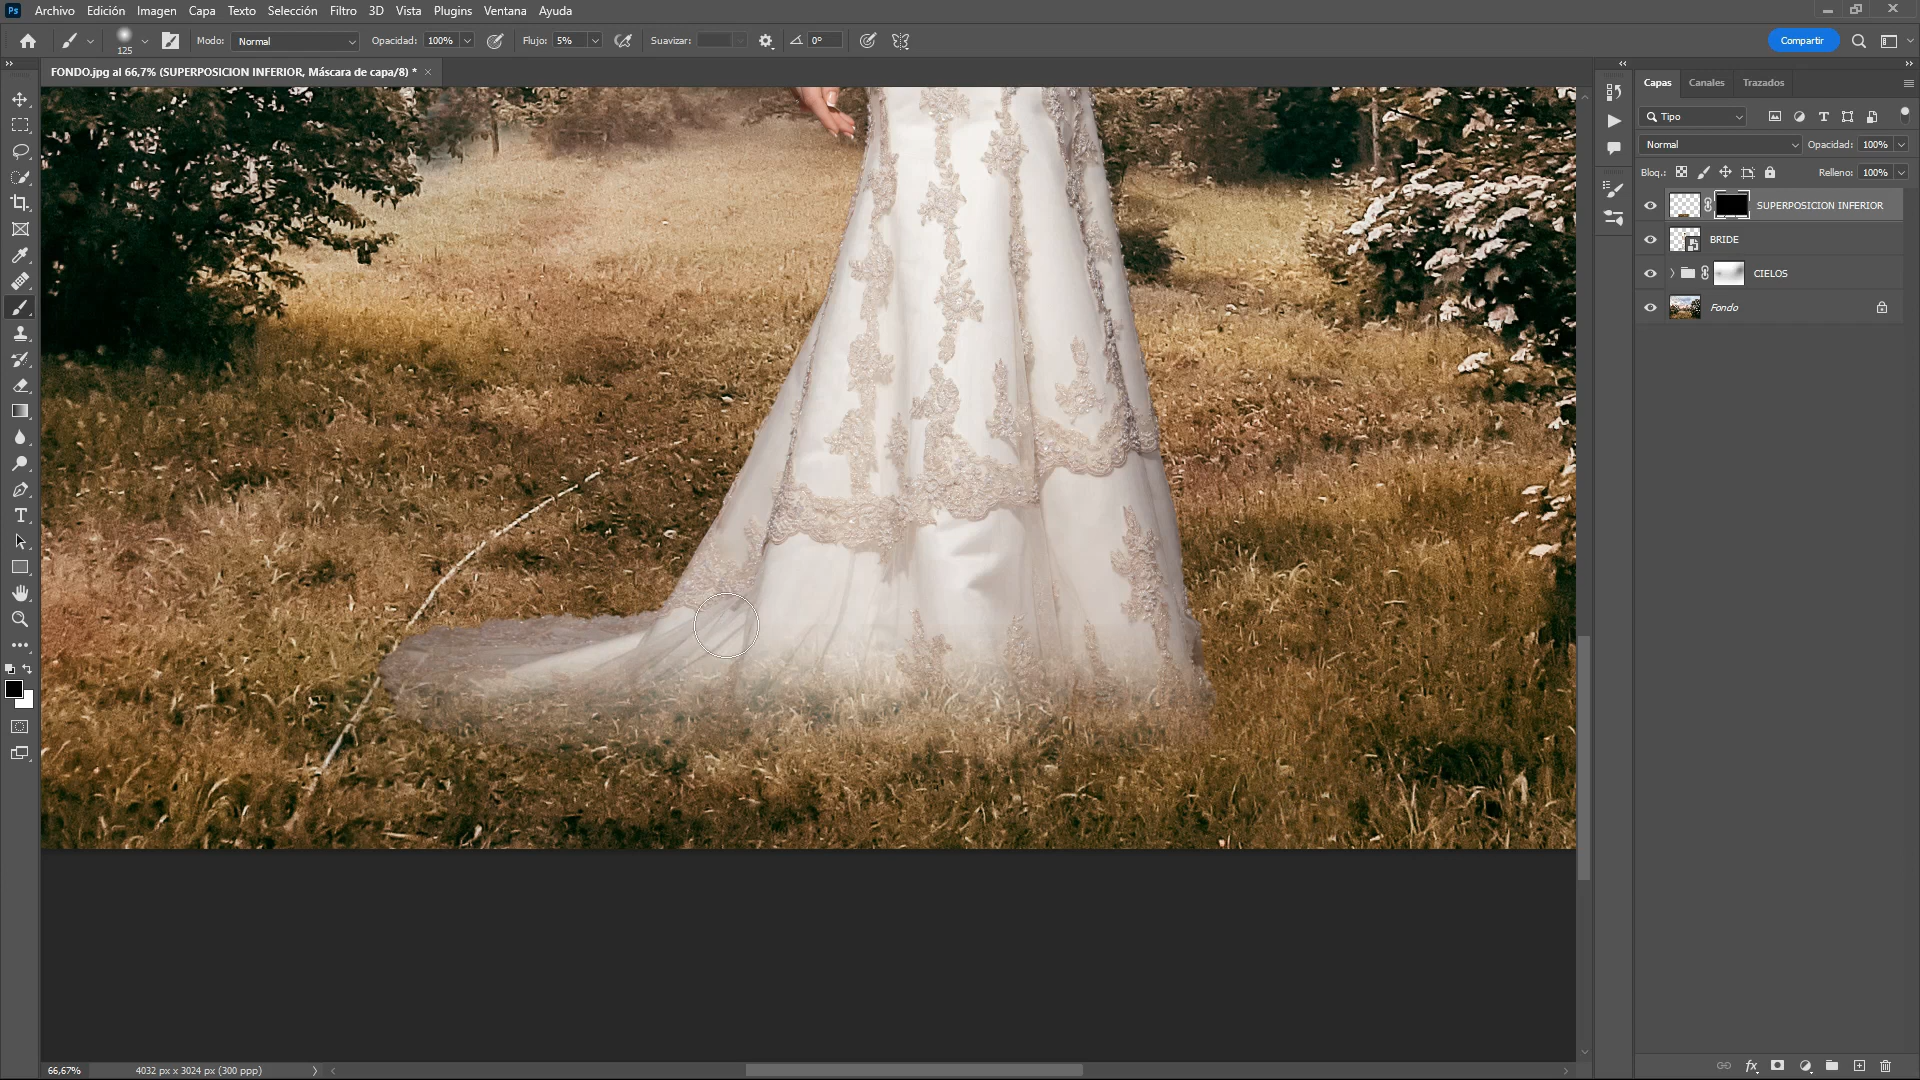 Ps Archivo Edición Imagen Capa Texto Selección Filtro 3D Vista Plugins Ventana Ayuda
125 Modo: Normal Opacidad: 100% Flujo: 5% Suavizar: 0° Compartir
FONDO.jpg al 66,7% (SUPERPOSICION INFERIOR, Máscara de capa/8) * ×
Capas Canales Trazados
Tipo
Normal Opacidad: 100%
Bloq.: Relleno: 100%
SUPERPOSICION INFERIOR
BRIDE
CIELOS
Fondo
66,67% 4032 px x 3024 px (300 ppp)